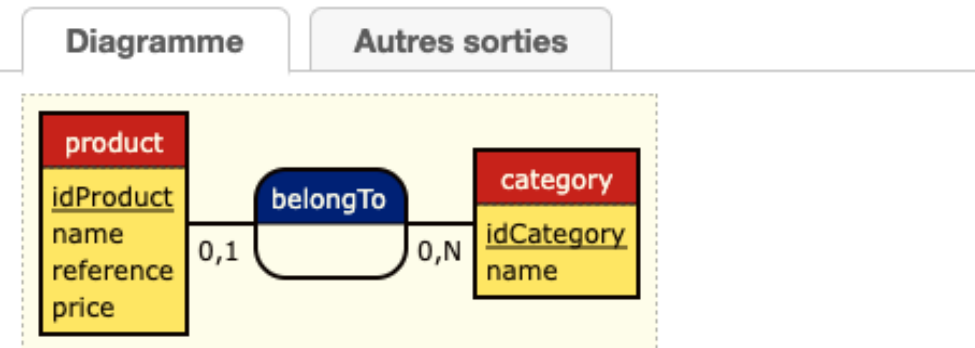 Diagramme
Autres sorties
product
idProduct
name
reference
price
0,1
belongTo
0,N
category
idCategory
name